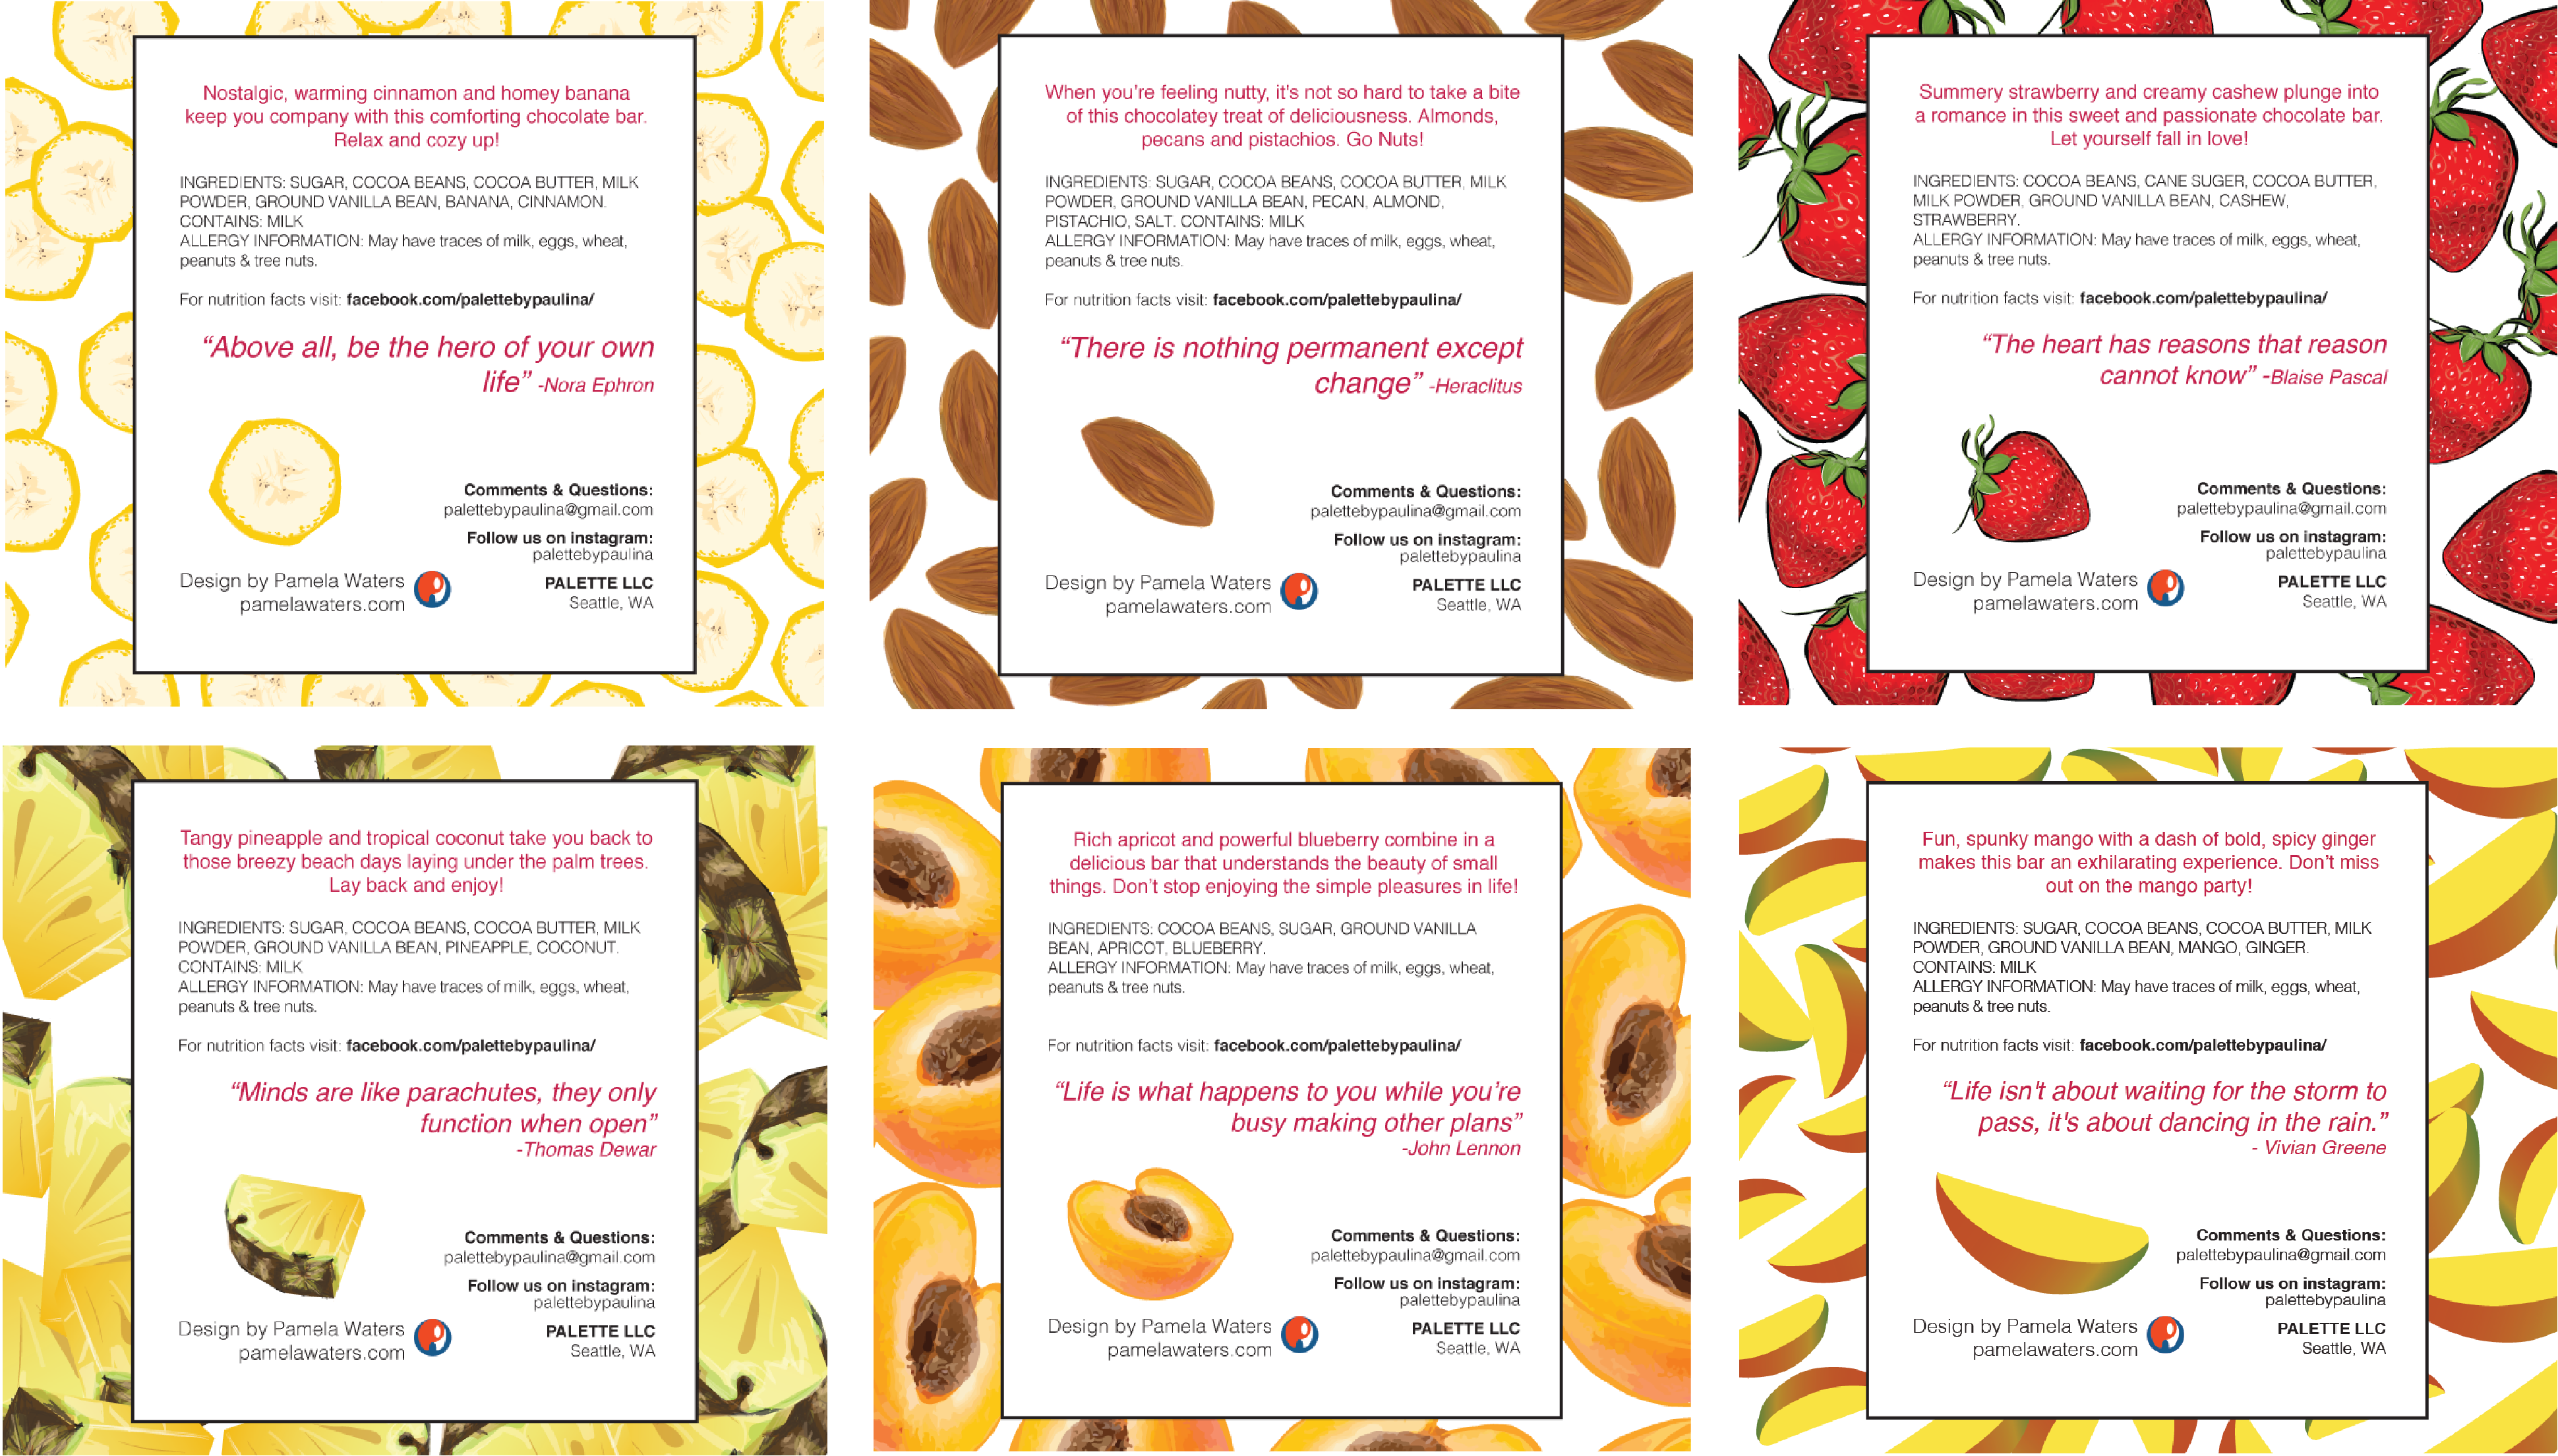 Nostalgic, warming cinnamon and homey banana
keep you company with this comforting chocolate bar.
Relax and cozy up!
INGREDIENTS: SUGAR, COCOA BEANS, COCOA BUTTER, MILK
POWDER, GROUND VANILLA BEAN, BANANA, CINNAMON.
CONTAINS: MILK
ALLERGY INFORMATION: May have traces of milk, eggs, wheat,
peanuts & tree nuts.
For nutrition facts visit: facebook.com/palettebypaulina/
“Above all, be the hero of your own
life” -Nora Ephron
Comments & Questions:
palettebypaulina@gmail.com
Follow us on instagram:
palettebypaulina
Design by Pamela Waters
pamelawaters.com
PALETTE LLC
Seattle, WA
When you're feeling nutty, it's not so hard to take a bite
of this chocolatey treat of deliciousness. Almonds,
pecans and pistachios. Go Nuts!
INGREDIENTS: SUGAR, COCOA BEANS, COCOA BUTTER, MILK
POWDER, GROUND VANILLA BEAN, PECAN, ALMOND,
PISTACHIO, SALT. CONTAINS: MILK
ALLERGY INFORMATION: May have traces of milk, eggs, wheat,
peanuts & tree nuts.
For nutrition facts visit: facebook.com/palettebypaulina/
“There is nothing permanent except
change” -Heraclitus
Comments & Questions:
palettebypaulina@gmail.com
Follow us on instagram:
palettebypaulina
Design by Pamela Waters
pamelawaters.com
PALETTE LLC
Seattle, WA
Summery strawberry and creamy cashew plunge into
a romance in this sweet and passionate chocolate bar.
Let yourself fall in love!
INGREDIENTS: COCOA BEANS, CANE SUGER, COCOA BUTTER,
MILK POWDER, GROUND VANILLA BEAN, CASHEW,
STRAWBERRY.
ALLERGY INFORMATION: May have traces of milk, eggs, wheat,
peanuts & tree nuts.
For nutrition facts visit: facebook.com/palettebypaulina/
“The heart has reasons that reason
cannot know” -Blaise Pascal
Comments & Questions:
palettebypaulina@gmail.com
Follow us on instagram:
palettebypaulina
Design by Pamela Waters
pamelawaters.com
PALETTE LLC
Seattle, WA
Tangy pineapple and tropical coconut take you back to
those breezy beach days laying under the palm trees.
Lay back and enjoy!
INGREDIENTS: SUGAR, COCOA BEANS, COCOA BUTTER, MILK
POWDER, GROUND VANILLA BEAN, PINEAPPLE, COCONUT.
CONTAINS: MILK
ALLERGY INFORMATION: May have traces of milk, eggs, wheat,
peanuts & tree nuts.
For nutrition facts visit: facebook.com/palettebypaulina/
“Minds are like parachutes, they only
function when open”
-Thomas Dewar
Comments & Questions:
palettebypaulina@gmail.com
Follow us on instagram:
palettebypaulina
Design by Pamela Waters
pamelawaters.com
PALETTE LLC
Seattle, WA
Rich apricot and powerful blueberry combine in a
delicious bar that understands the beauty of small
things. Don't stop enjoying the simple pleasures in life!
INGREDIENTS: COCOA BEANS, SUGAR, GROUND VANILLA
BEAN, APRICOT, BLUEBERRY.
ALLERGY INFORMATION: May have traces of milk, eggs, wheat,
peanuts & tree nuts.
For nutrition facts visit: facebook.com/palettebypaulina/
“Life is what happens to you while you're
busy making other plans”
-John Lennon
Comments & Questions:
palettebypaulina@gmail.com
Follow us on instagram:
palettebypaulina
Design by Pamela Waters
pamelawaters.com
PALETTE LLC
Seattle, WA
Fun, spunky mango with a dash of bold, spicy ginger
makes this bar an exhilarating experience. Don't miss
out on the mango party!
INGREDIENTS: SUGAR, COCOA BEANS, COCOA BUTTER, MILK
POWDER, GROUND VANILLA BEAN, MANGO, GINGER.
CONTAINS: MILK
ALLERGY INFORMATION: May have traces of milk, eggs, wheat,
peanuts & tree nuts.
For nutrition facts visit: facebook.com/palettebypaulina/
“Life isn't about waiting for the storm to
pass, it's about dancing in the rain.”
- Vivian Greene
Comments & Questions:
palettebypaulina@gmail.com
Follow us on instagram:
palettebypaulina
Design by Pamela Waters
pamelawaters.com
PALETTE LLC
Seattle, WA